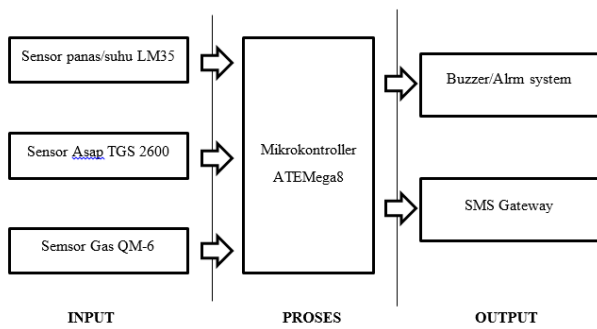 Sensor panas/suhu LM35
Sensor Asap TGS 2600
Semsor Gas QM-6
Mikrokontroller
ATEMega8
Buzzer/Alrm system
SMS Gateway
INPUT
PROSES
OUTPUT